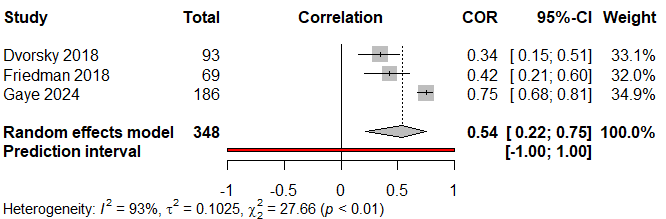 Study Total Correlation COR 95%-CI Weight
Dvorsky 2018 93 0.34 [ 0.15; 0.51] 33.1%
Friedman 2018 69 0.42 [ 0.21; 0.60] 32.0%
Gaye 2024 186 0.75 [ 0.68; 0.81] 34.9%
Random effects model 348 0.54 [ 0.22; 0.75] 100.0%
Prediction interval [-1.00; 1.00]
-1 -0.5 0 0.5 1
Heterogeneity: I² = 93%, τ² = 0.1025, χ²₂ = 27.66 (p < 0.01)